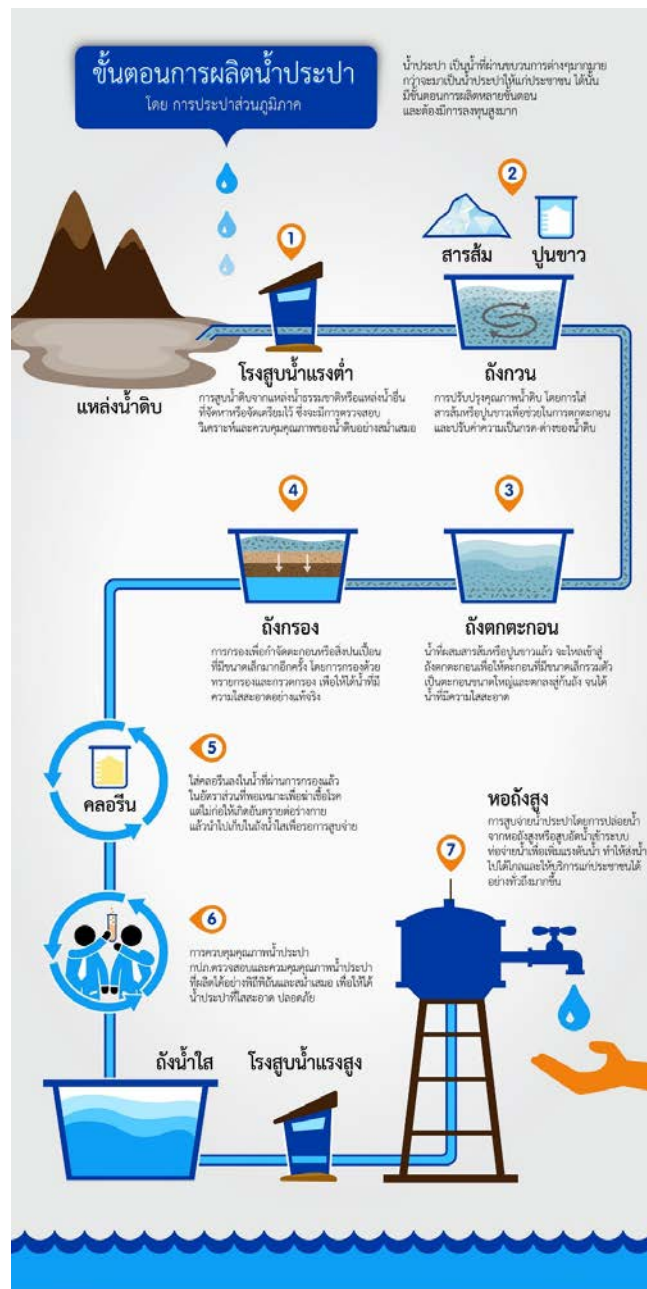 ขั้นตอนการผลิตน้ำประปา
โดย การประปาส่วนภูมิภาค
น้ำประปา เป็นน้ำที่ผ่านขบวนการต่างๆมากมาย
กว่าจะมาเป็นน้ำประปาให้แก่ประชาชน ได้นั้น
มีขั้นตอนการผลิตหลายขั้นตอน
และต้องมีการลงทุนสูงมาก
1
2
สารส้ม
ปูนขาว
แหล่งน้ำดิบ
โรงสูบน้ำแรงต่ำ
การสูบน้ำดิบจากแหล่งน้ำธรรมชาติหรือแหล่งน้ำอื่น
ที่จัดหาหรือจัดเตรียมไว้ ซึ่งจะมีการตรวจสอบ
วิเคราะห์และควบคุมคุณภาพของน้ำดิบอย่างสม่ำเสมอ
ถังกวน
การปรับปรุงคุณภาพน้ำดิบ โดยการใส่
สารส้มหรือปูนขาวเพื่อช่วยในการตกตะกอน
และปรับค่าความเป็นกรด-ด่างของน้ำดิบ
3
ถังตกตะกอน
น้ำที่ผสมสารส้มหรือปูนขาวแล้ว จะไหลเข้าสู่
ถังตกตะกอนเพื่อให้ตะกอนที่มีขนาดเล็กรวมตัว
เป็นตะกอนขนาดใหญ่และตกลงสู่ก้นถัง จนได้
น้ำที่มีความใสสะอาด
4
ถังกรอง
การกรองเพื่อกำจัดตะกอนหรือสิ่งปนเปื้อน
ที่มีขนาดเล็กมากอีกครั้ง โดยการกรองด้วย
ทรายกรองและกรวดกรอง เพื่อให้ได้น้ำที่มี
ความใสสะอาดอย่างแท้จริง
คลอรีน
5
ใส่คลอรีนลงในน้ำที่ผ่านการกรองแล้ว
ในอัตราส่วนที่พอเหมาะเพื่อฆ่าเชื้อโรค
แต่ไม่ก่อให้เกิดอันตรายต่อร่างกาย
แล้วนำไปเก็บในถังน้ำใสเพื่อรอการสูบจ่าย
6
การควบคุมคุณภาพน้ำประปา
กปภ.ตรวจสอบและควบคุมคุณภาพน้ำประปา
ที่ผลิตได้อย่างพิถีพิถันและสม่ำเสมอ เพื่อให้ได้
น้ำประปาที่ใสสะอาด ปลอดภัย
หอถังสูง
การสูบจ่ายน้ำประปาโดยการปล่อยน้ำ
จากหอถังสูงหรือสูบอัดน้ำเข้าระบบ
ท่อจ่ายน้ำเพื่อเพิ่มแรงดันน้ำ ทำให้ส่งน้ำ
ไปได้ไกลและให้บริการแก่ประชาชนได้
อย่างทั่วถึงมากขึ้น
7
ถังน้ำใส
โรงสูบน้ำแรงสูง